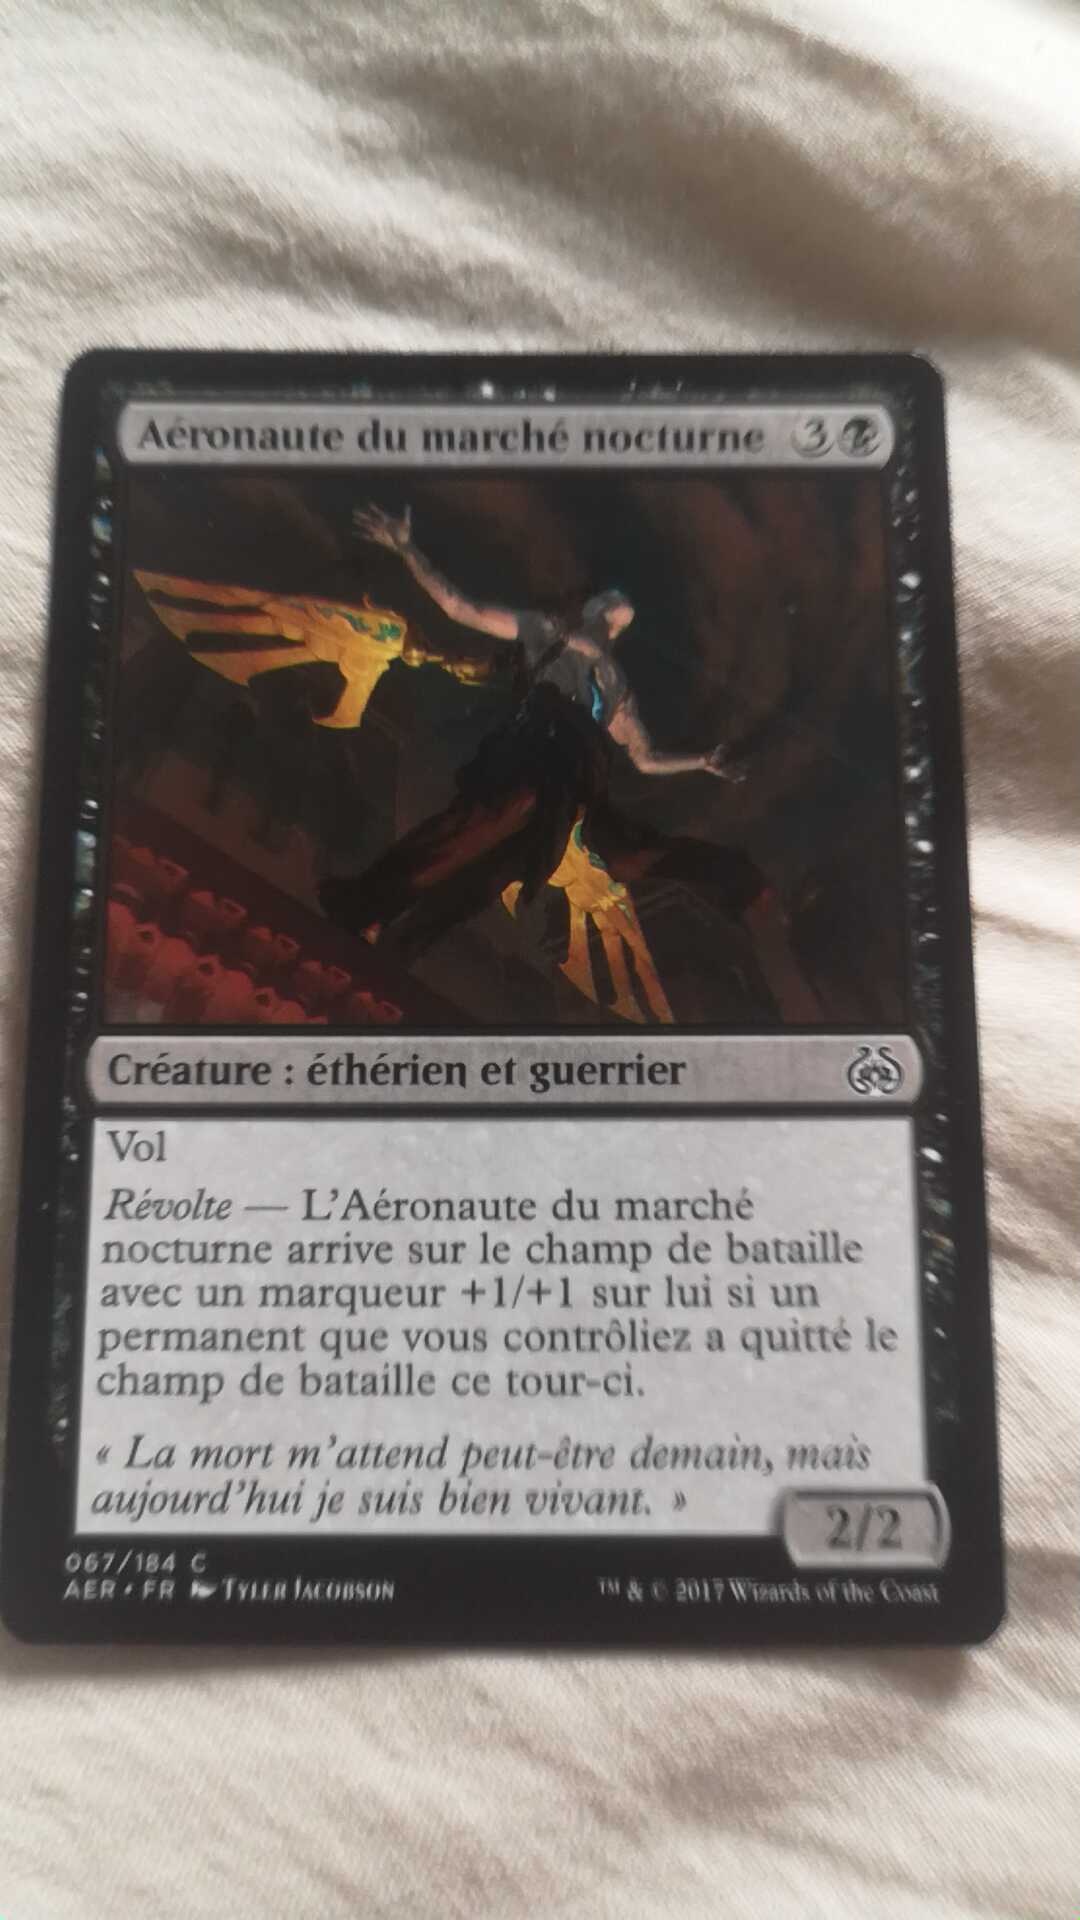 Aéronaute du marché nocturne 3
Créature : éthérien et guerrier
Vol
Révolte — L'Aéronaute du marché
nocturne arrive sur le champ de bataille
avec un marqueur +1/+1 sur lui si un
permanent que vous contrôliez a quitté le
champ de bataille ce tour-ci.
« La mort m'attend peut-être demain, mais
aujourd'hui je suis bien vivant. »
2/2
067/184 C
AER • FR TYLER JACOBSON
™ & © 2017 Wizards of the Coast